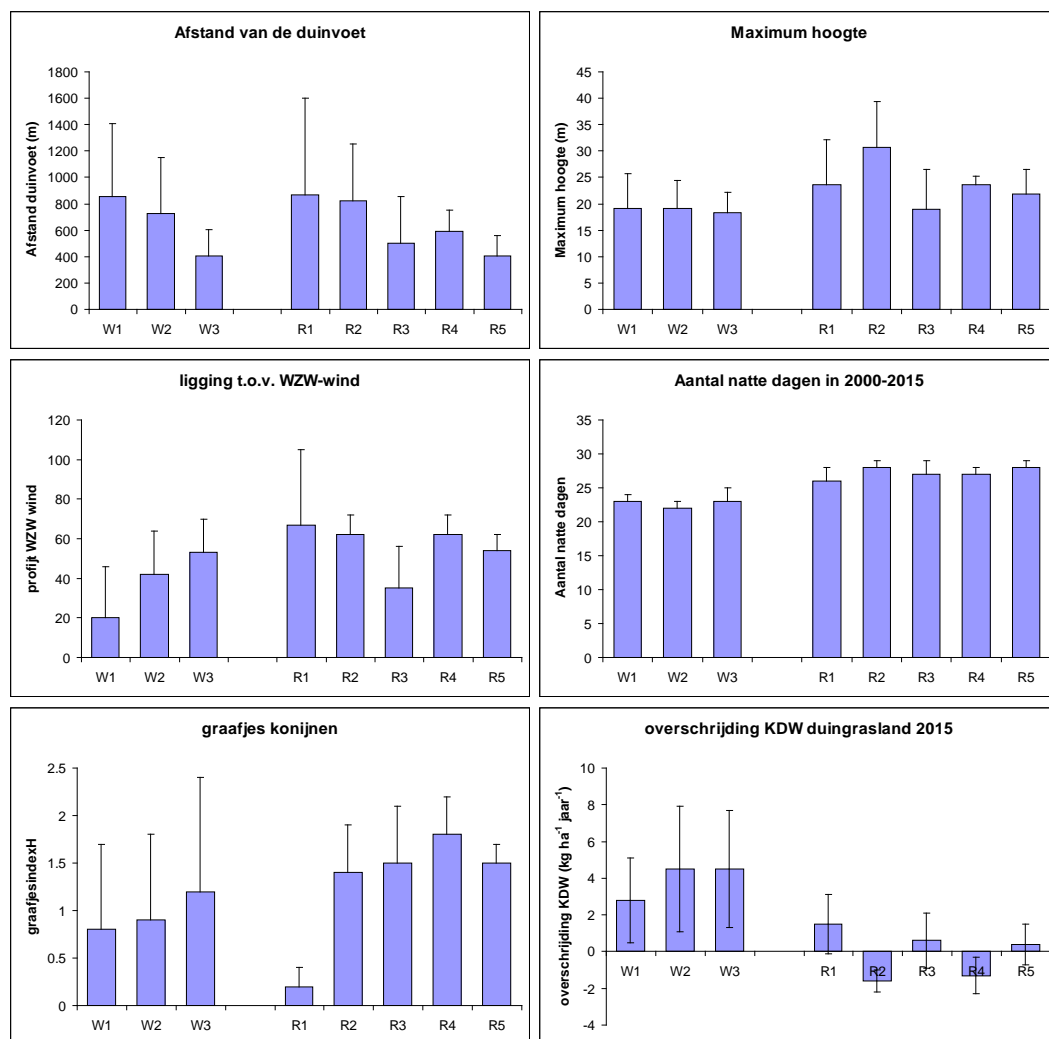 Afstand van de duinvoet
Afstand duinvoet (m)
1800
1600
1400
1200
1000
800
600
400
200
0
W1 W2 W3 R1 R2 R3 R4 R5
Maximum hoogte
Maximum hoogte (m)
45
40
35
30
25
20
15
10
5
0
W1 W2 W3 R1 R2 R3 R4 R5
ligging t.o.v. WZW-wind
profijt WZW wind
120
100
80
60
40
20
0
W1 W2 W3 R1 R2 R3 R4 R5
Aantal natte dagen in 2000-2015
Aantal natte dagen
35
30
25
20
15
10
5
0
W1 W2 W3 R1 R2 R3 R4 R5
graafjes konijnen
graafjesindexH
2.5
2
1.5
1
0.5
0
W1 W2 W3 R1 R2 R3 R4 R5
overschrijding KDW duingrasland 2015
overschrijding KDW (kg ha⁻¹ jaar⁻¹)
10
8
6
4
2
0
-2
-4
W1 W2 W3 R1 R2 R3 R4 R5